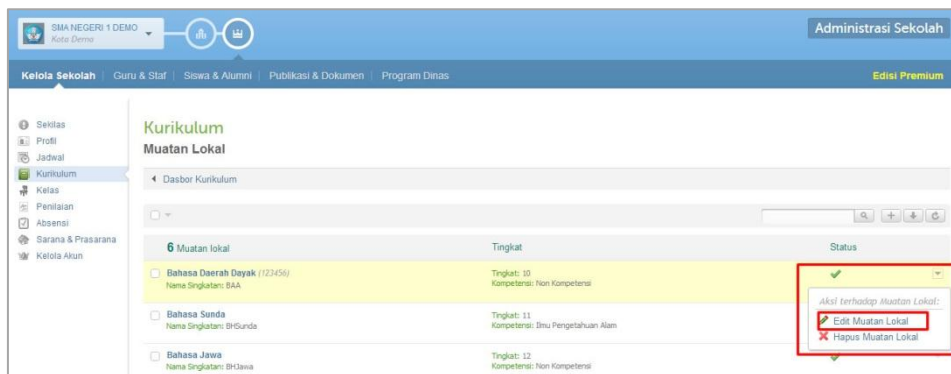 SMA NEGERI 1 DEMO
Kota Demo
Administrasi Sekolah
Kelola Sekolah
Guru & Staf
Siswa & Alumni
Publikasi & Dokumen
Program Dinas
Edisi Premium
Sekilas
Profil
Jadwal
Kurikulum
Kelas
Penilaian
Absensi
Sarana & Prasarana
Kelola Akun
Kurikulum
Muatan Lokal
Dasbor Kurikulum
6 Muatan lokal
Tingkat
Status
Bahasa Daerah Dayak (123456)
Nama Singkatan: BAA
Tingkat: 10
Kompetensi: Non Kompetensi
Bahasa Sunda
Nama Singkatan: BHSunda
Tingkat: 11
Kompetensi: Ilmu Pengetahuan Alam
Bahasa Jawa
Nama Singkatan: BHJawa
Tingkat: 12
Kompetensi: Non Kompetensi
Aksi terhadap Muatan Lokal:
Edit Muatan Lokal
Hapus Muatan Lokal